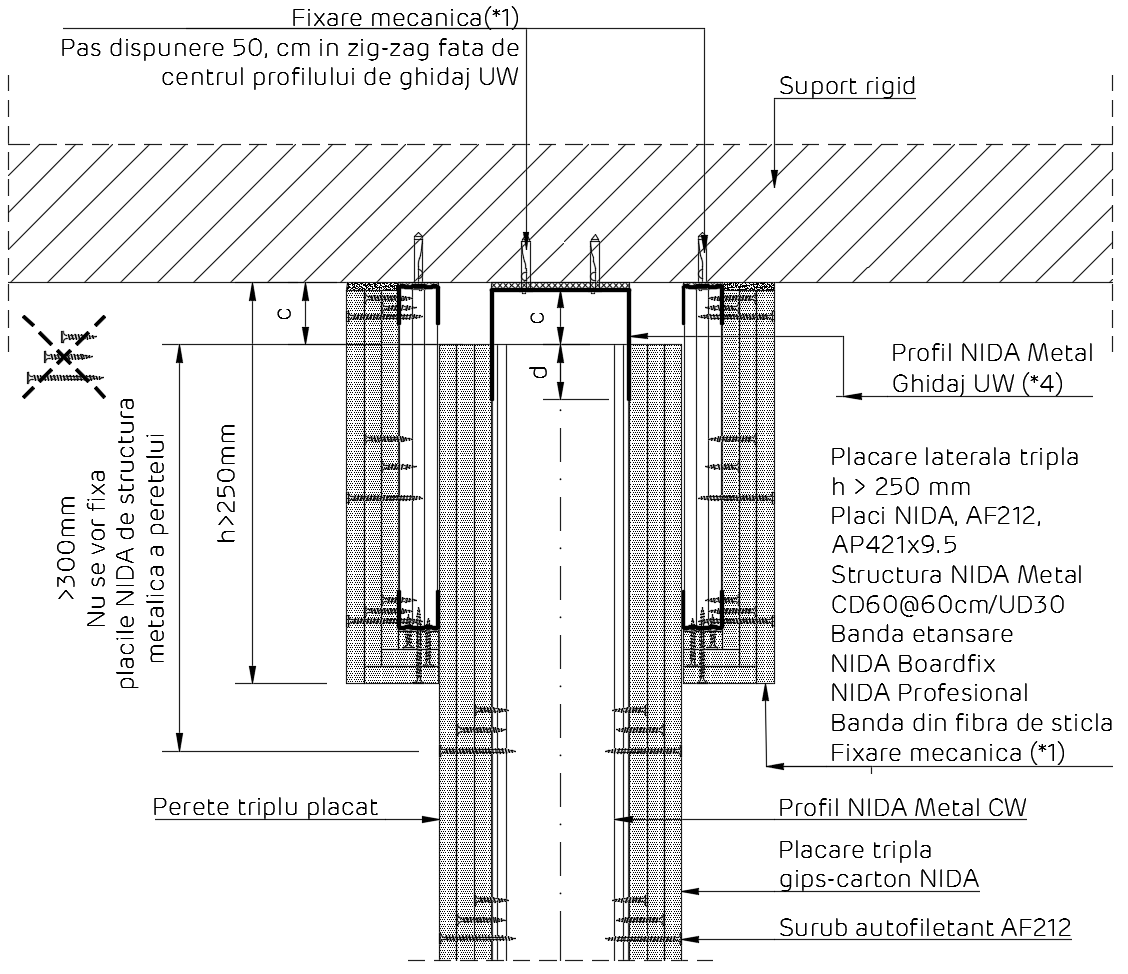 Fixare mecanica(*1)
Pas dispunere 50, cm in zig-zag fata de
centrul profilului de ghidaj UW
Suport rigid
c
c
d
Profil NIDA Metal
Ghidaj UW (*4)
h>250mm
>300mm
Nu se vor fixa
placile NIDA de structura
metalica a peretelui
Placare laterala tripla
h > 250 mm
Placi NIDA, AF212,
AP421x9.5
Structura NIDA Metal
CD60@60cm/UD30
Banda etansare
NIDA Boardfix
NIDA Profesional
Banda din fibra de sticla
Fixare mecanica (*1)
Perete triplu placat
Profil NIDA Metal CW
Placare tripla
gips-carton NIDA
Surub autofiletant AF212